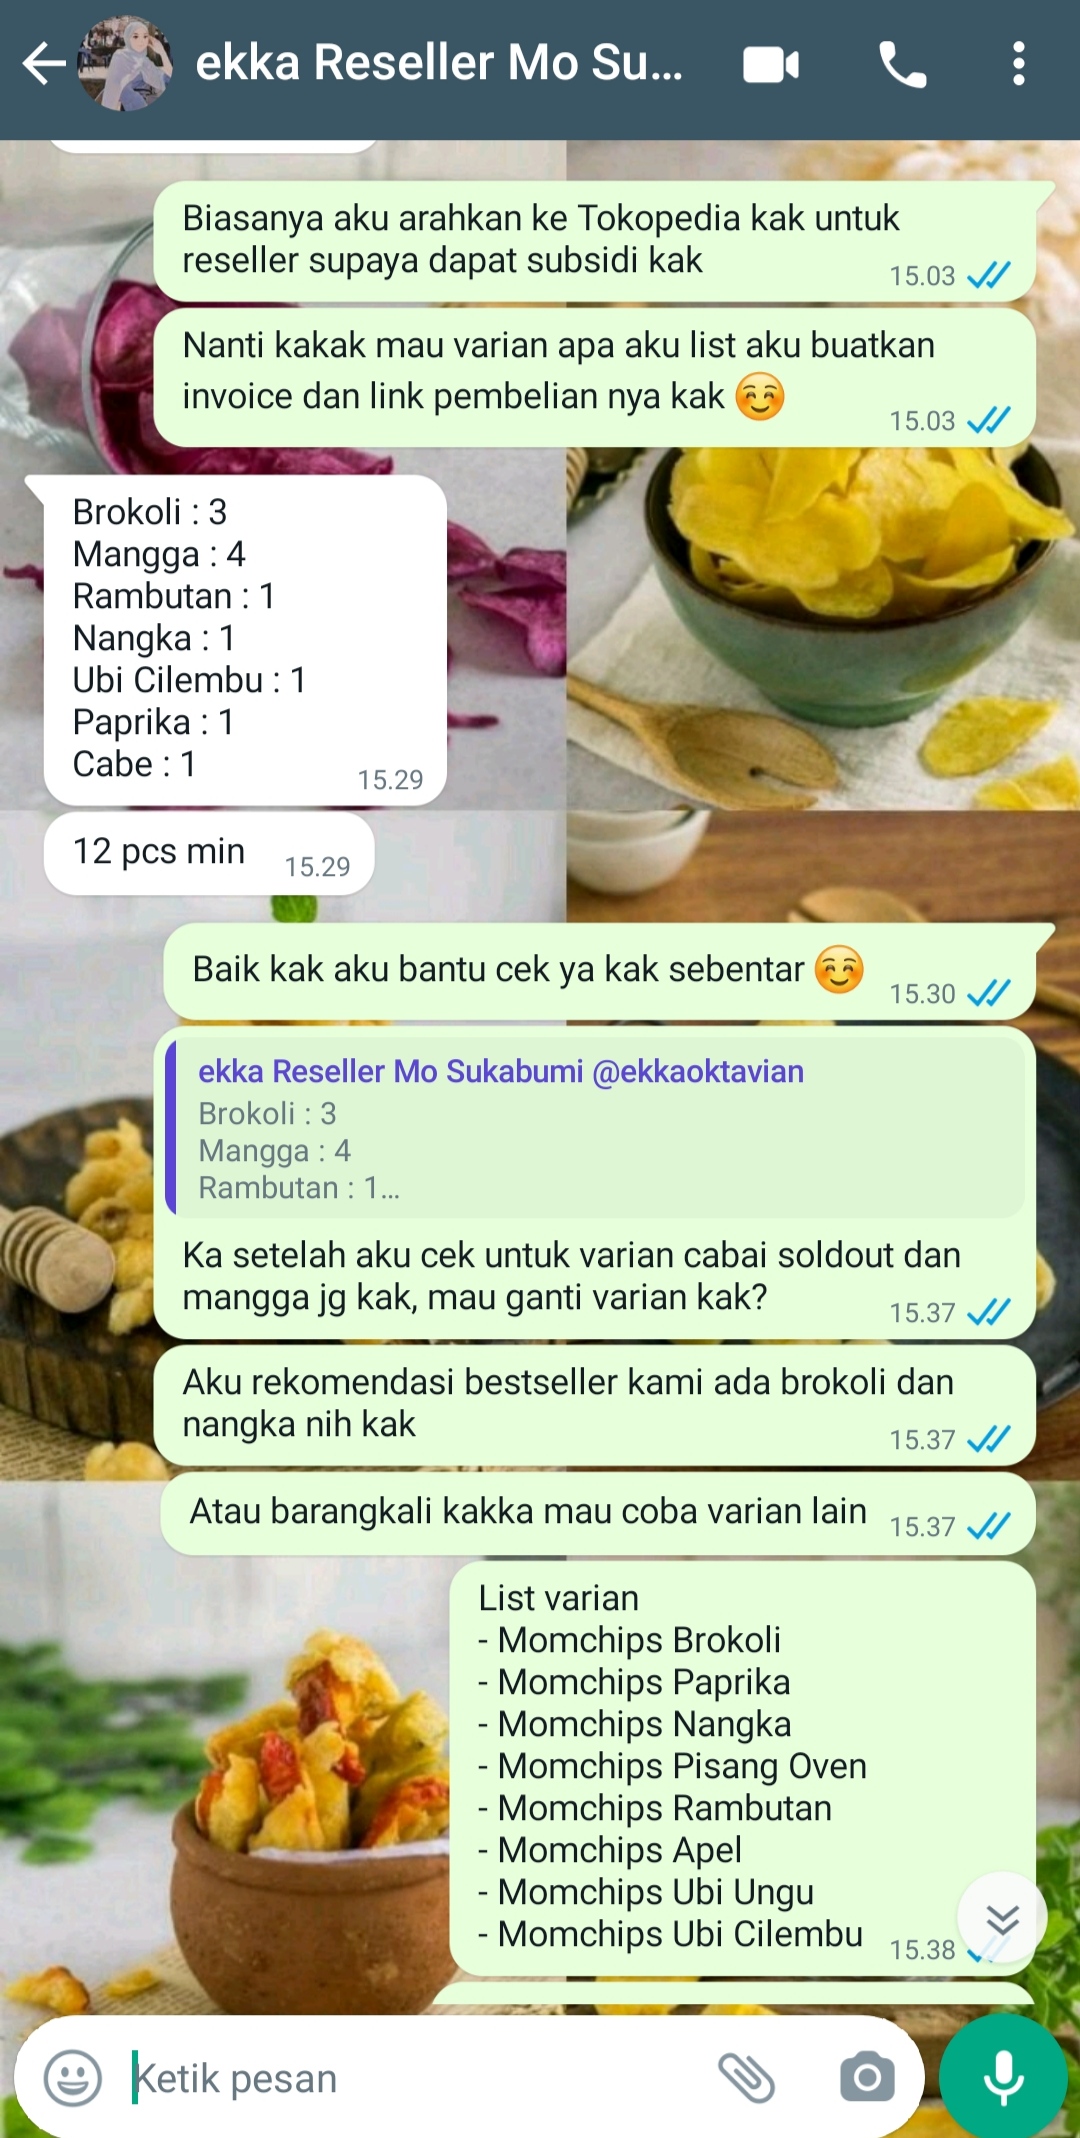 ekka Reseller Mo Su...
Biasanya aku arahkan ke Tokopedia kak untuk
reseller supaya dapat subsidi kak
15.03
Nanti kakak mau varian apa aku list aku buatkan
invoice dan link pembelian nya kak ☺️
15.03
Brokoli : 3
Mangga : 4
Rambutan : 1
Nangka : 1
Ubi Cilembu : 1
Paprika : 1
Cabe : 1
15.29
12 pcs min
15.29
Baik kak aku bantu cek ya kak sebentar ☺️
15.30
ekka Reseller Mo Sukabumi @ekkaoktavian
Brokoli : 3
Mangga : 4
Rambutan : 1...
Ka setelah aku cek untuk varian cabai soldout dan
mangga jg kak, mau ganti varian kak?
15.37
Aku rekomendasi bestseller kami ada brokoli dan
nangka nih kak
15.37
Atau barangkali kakka mau coba varian lain
15.37
List varian
- Momchips Brokoli
- Momchips Paprika
- Momchips Nangka
- Momchips Pisang Oven
- Momchips Rambutan
- Momchips Apel
- Momchips Ubi Ungu
- Momchips Ubi Cilembu
15.38
Ketik pesan